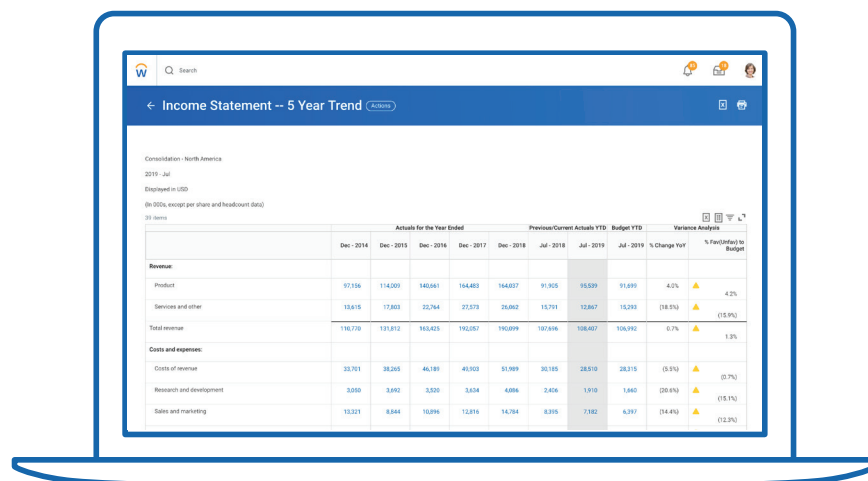 w
Search
Income Statement -- 5 Year Trend Actions
Consolidation - North America
2019 - Jul
Displayed in USD
(In 000s, except per share and headcount data)
39 items
Actuals for the Year Ended Previous/Current Actuals YTD Budget YTD Variance Analysis
Dec - 2014 Dec - 2015 Dec - 2016 Dec - 2017 Dec - 2018 Jul - 2018 Jul - 2019 Jul - 2019 % Change YoY % Fav(Unfav) to
Budget
Revenue:
Product 97,156 114,009 140,661 164,483 164,037 91,905 95,539 91,699 4.0%
4.2%
Services and other 13,615 17,803 22,764 27,573 26,062 15,791 12,867 15,293 (18.5%)
(15.9%)
Total revenue 110,770 131,812 163,425 192,057 190,099 107,696 108,407 106,992 0.7%
1.3%
Costs and expenses:
Costs of revenue 33,701 38,265 46,189 49,903 51,989 30,185 28,510 28,315 (5.5%)
(0.7%)
Research and development 3,050 3,692 3,520 3,634 4,086 2,406 1,910 1,660 (20.6%)
(15.1%)
Sales and marketing 13,321 8,844 10,896 12,816 14,784 8,395 7,182 6,397 (14.4%)
(12.3%)